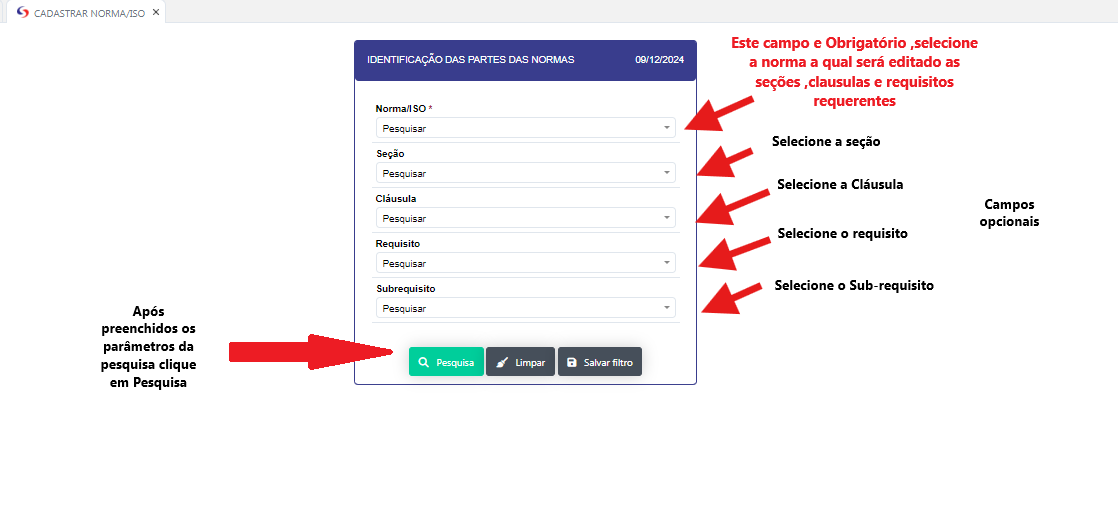 CADASTRAR NORMA/ISO
IDENTIFICAÇÃO DAS PARTES DAS NORMAS 09/12/2024
Este campo e Obrigatório ,selecione
a norma a qual será editado as
seções ,clausulas e requisitos
requerentes
Norma/ISO *
Pesquisar
Selecione a seção
Seção
Pesquisar
Selecione a Cláusula
Cláusula
Pesquisar
Campos
opcionais
Selecione o requisito
Requisito
Pesquisar
Selecione o Sub-requisito
Subrequisito
Pesquisar
Após
preenchidos os
parâmetros da
pesquisa clique
em Pesquisa
Pesquisa Limpar Salvar filtro